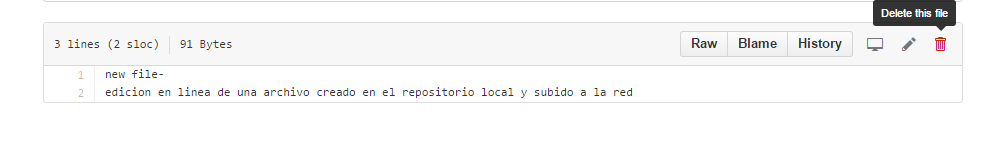 Delete this file
3 lines (2 sloc) 91 Bytes Raw Blame History
1 new file-
2 edicion en linea de una archivo creado en el repositorio local y subido a la red